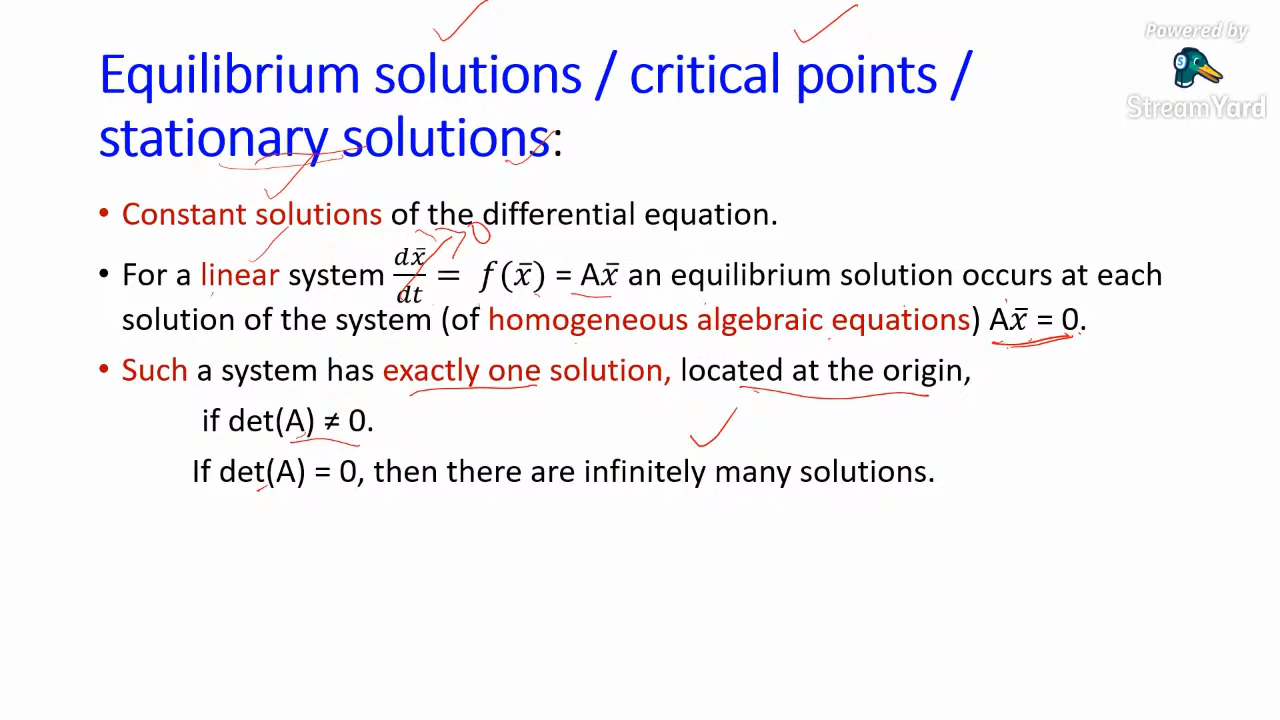 Powered by
StreamYard
Equilibrium solutions / critical points /
stationary solutions:
• Constant solutions of the differential equation.
0
• For a linear system dx̄/dt = f(x̄) = Ax̄ an equilibrium solution occurs at each
solution of the system (of homogeneous algebraic equations) Ax̄ = 0.
• Such a system has exactly one solution, located at the origin,
if det(A) ≠ 0.
If det(A) = 0, then there are infinitely many solutions.